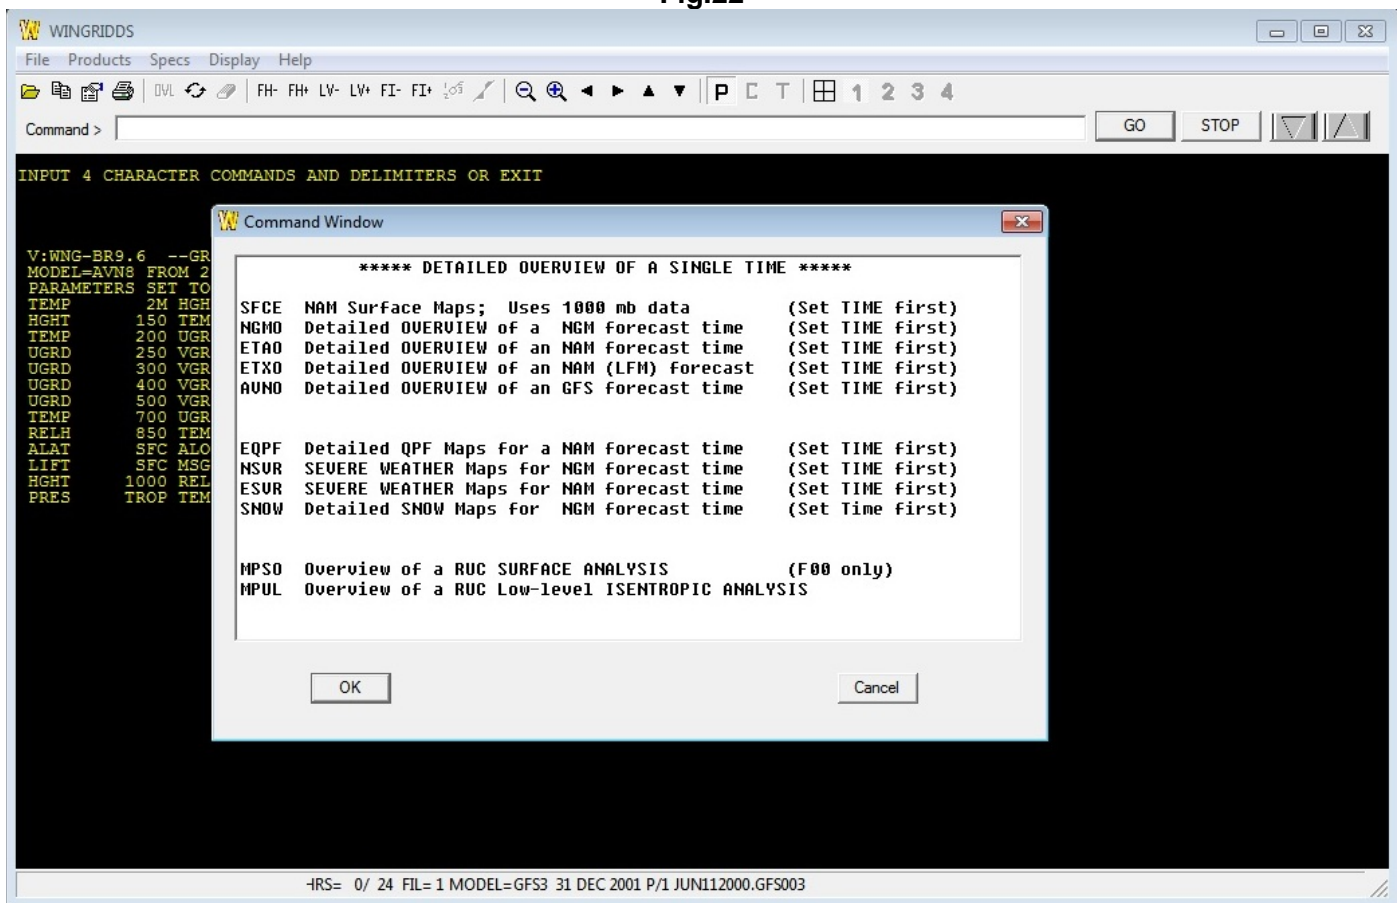 Fig.22
WINGRIDDS
File Products Specs Display Help
OVL FH- FH+ LV- LV+ FI- FI+ P C T 1 2 3 4
Command > GO STOP
INPUT 4 CHARACTER COMMANDS AND DELIMITERS OR EXIT
Command Window
V:WNG-BR9.6 --GR
MODEL=AVN8 FROM 2
PARAMETERS SET TO
TEMP 2M HGH
HGHT 150 TEM
TEMP 200 UGR
UGRD 250 VGR
UGRD 300 VGR
UGRD 400 VGR
UGRD 500 VGR
TEMP 700 UGR
RELH 850 TEM
ALAT SFC ALO
LIFT SFC MSG
HGHT 1000 REL
PRES TROP TEM
***** DETAILED OVERVIEW OF A SINGLE TIME *****
SFCE NAM Surface Maps; Uses 1000 mb data (Set TIME first)
NGMO Detailed OVERVIEW of a NGM forecast time (Set TIME first)
ETAO Detailed OVERVIEW of an NAM forecast time (Set TIME first)
ETXO Detailed OVERVIEW of an NAM (LFM) forecast (Set TIME first)
AVNO Detailed OVERVIEW of an GFS forecast time (Set TIME first)
EQPF Detailed QPF Maps for a NAM forecast time (Set TIME first)
NSVR SEVERE WEATHER Maps for NGM forecast time (Set TIME first)
ESVR SEVERE WEATHER Maps for NAM forecast time (Set TIME first)
SNOW Detailed SNOW Maps for NGM forecast time (Set Time first)
MPSO Overview of a RUC SURFACE ANALYSIS (F00 only)
MPUL Overview of a RUC Low-level ISENTROPIC ANALYSIS
OK Cancel
HRS= 0/ 24 FIL= 1 MODEL=GFS3 31 DEC 2001 P/1 JUN112000.GFS003